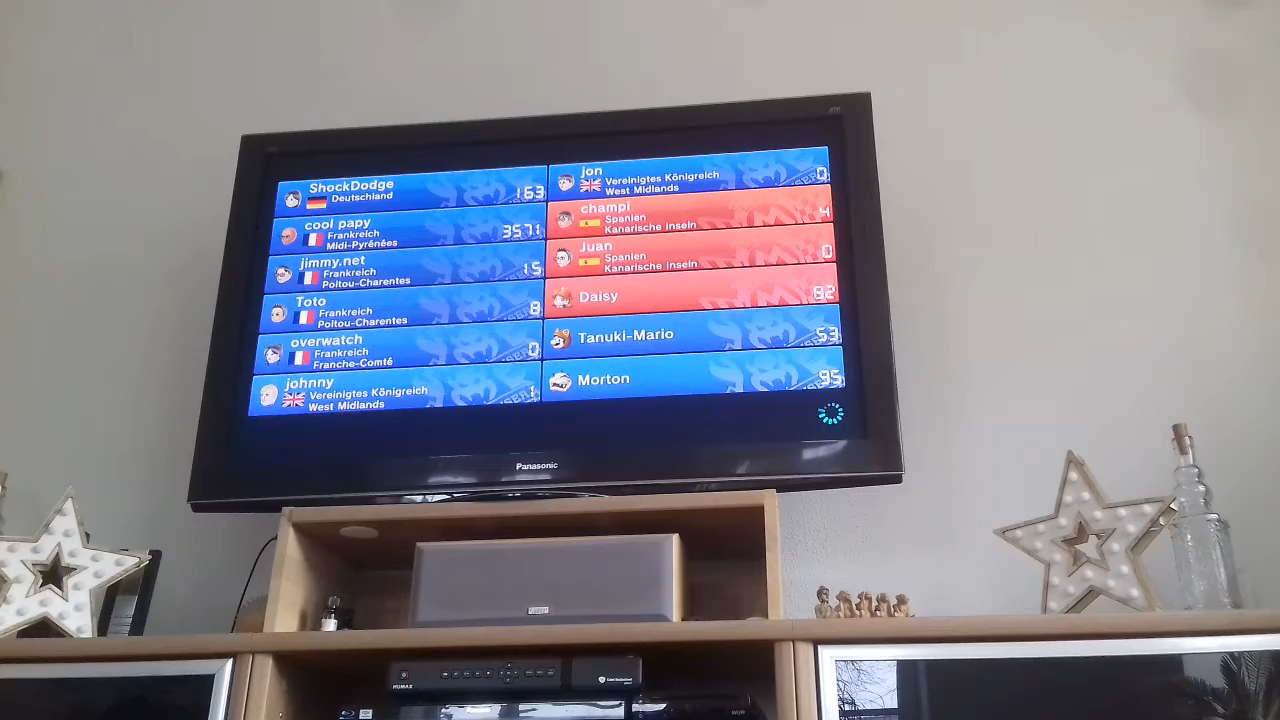 ShockDodge
Deutschland
163
cool papy
Frankreich
3571
Midi-Pyrénées
jimmy.net
Frankreich
15
Poitou-Charentes
Toto
Frankreich
8
Poitou-Charentes
overwatch
Frankreich
0
Franche-Comté
johnny
Vereinigtes Königreich
1
West Midlands
jon
Vereinigtes Königreich
0
West Midlands
champi
Spanien
4
Kanarische Inseln
Juan
Spanien
0
Kanarische Inseln
Daisy
82
Tanuki-Mario
53
Morton
95
Panasonic
HUMAX